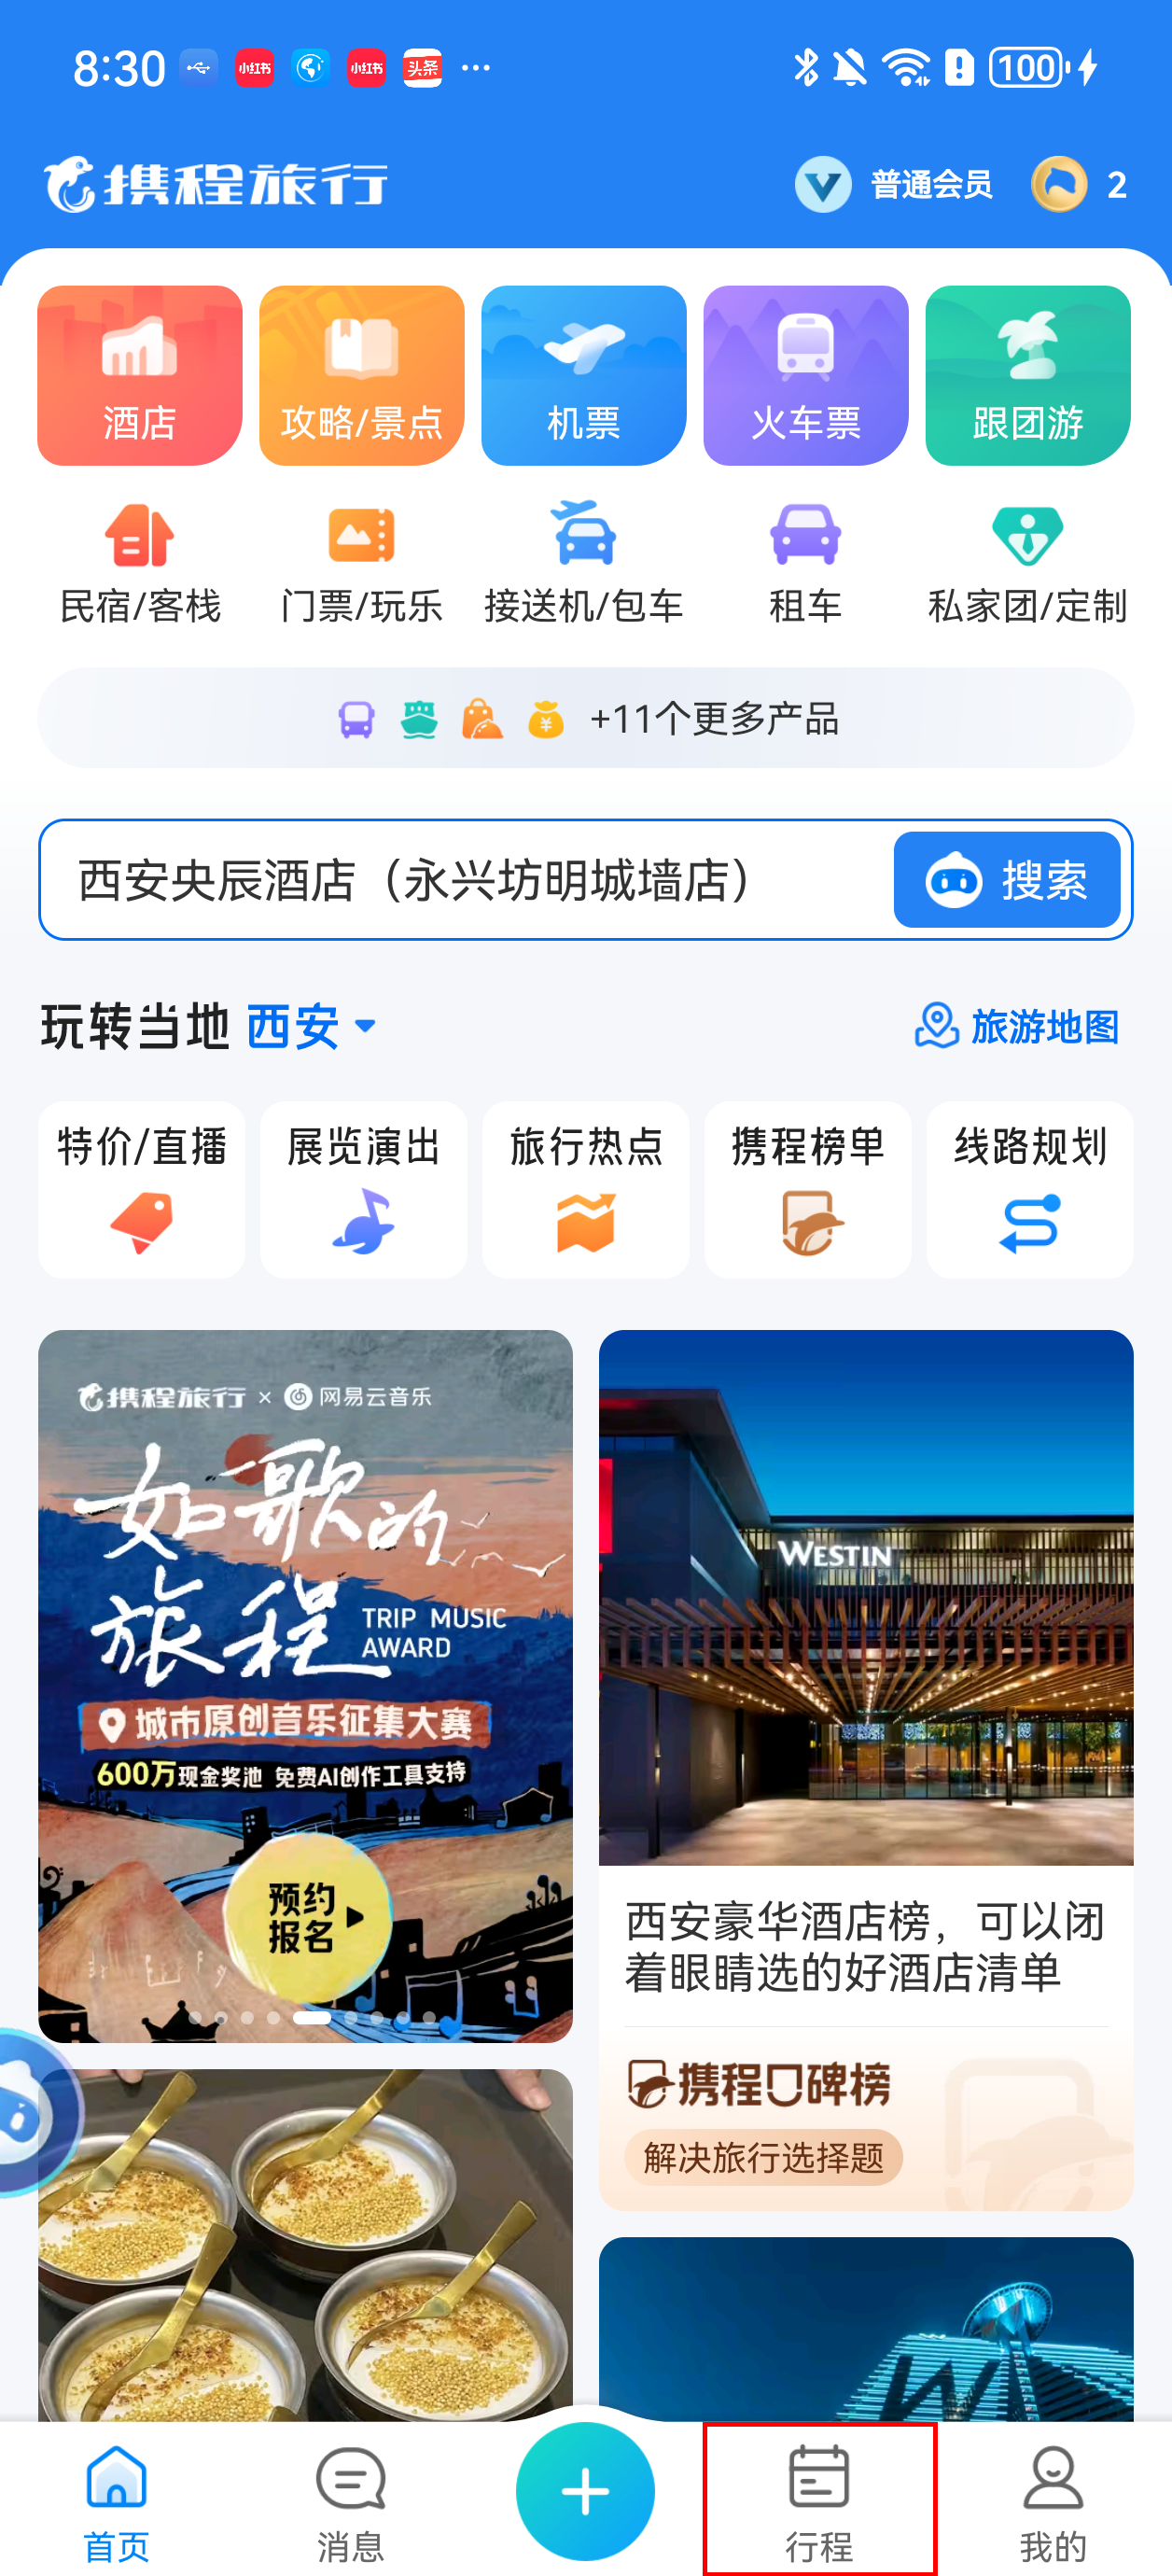 8:30 小红书 小红书 头条 ··· 100
携程旅行 普通会员 2
酒店 攻略/景点 机票 火车票 跟团游
民宿/客栈 门票/玩乐 接送机/包车 租车 私家团/定制
+11个更多产品
西安央辰酒店（永兴坊明城墙店） 搜索
玩转当地 西安 旅游地图
特价/直播 展览演出 旅行热点 携程榜单 线路规划
携程旅行 × 网易云音乐
如歌的
旅程
TRIP MUSIC
AWARD
城市原创音乐征集大赛
600万现金奖池 免费AI创作工具支持
预约
报名
WESTIN
西安豪华酒店榜，可以闭
着眼睛选的好酒店清单
携程口碑榜
解决旅行选择题
W
首页 消息 行程 我的